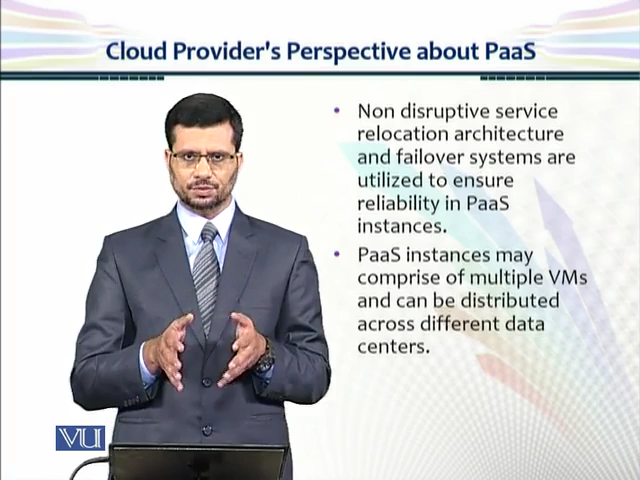 Cloud Provider's Perspective about PaaS
• Non disruptive service
relocation architecture
and failover systems are
utilized to ensure
reliability in PaaS
instances.
• PaaS instances may
comprise of multiple VMs
and can be distributed
across different data
centers.
VU